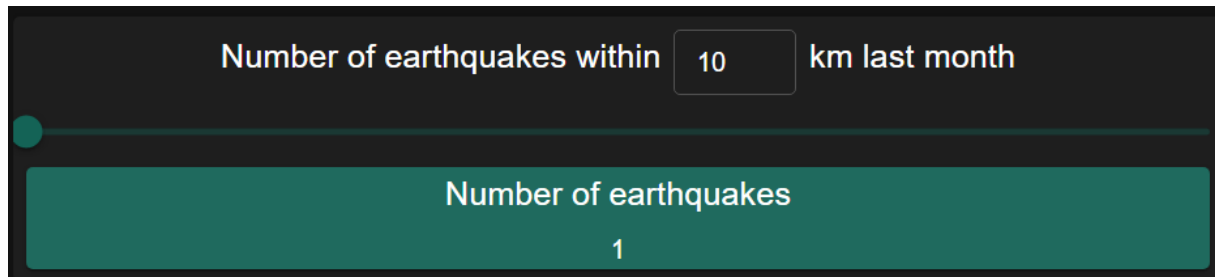 Number of earthquakes within 10 km last month
Number of earthquakes
1